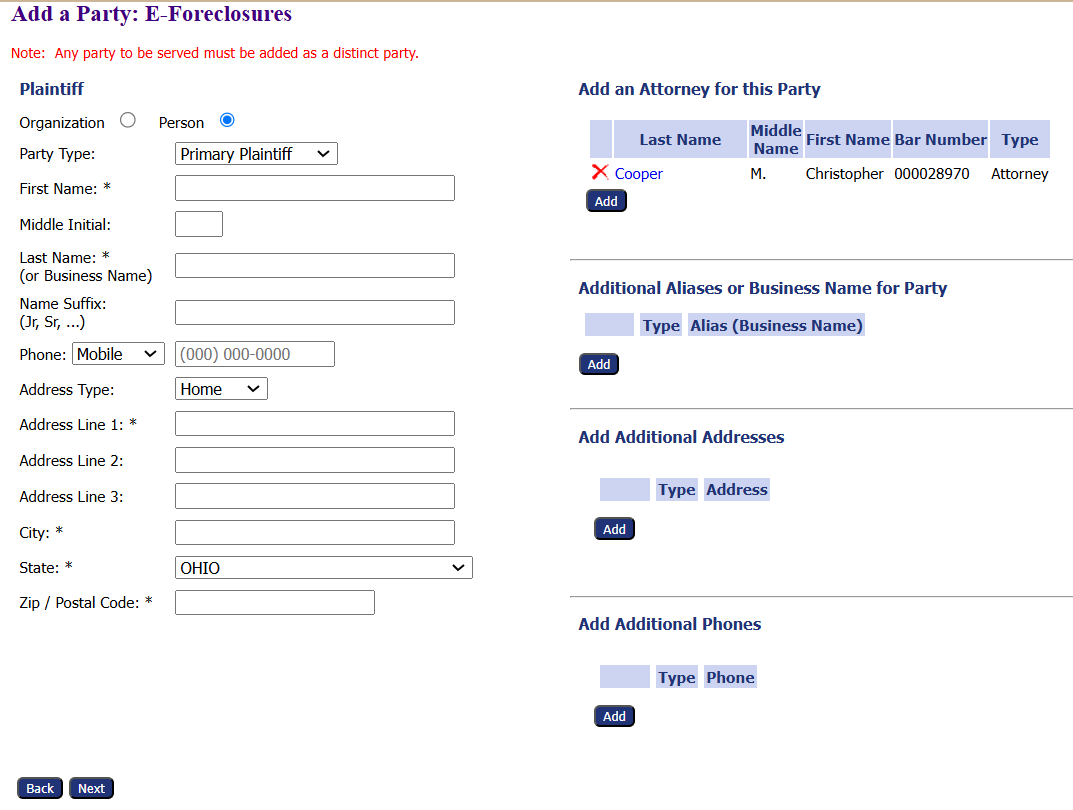 Add a Party: E-Foreclosures
Note: Any party to be served must be added as a distinct party.
Plaintiff
Organization Person
Party Type: Primary Plaintiff
First Name: *
Middle Initial:
Last Name: *
(or Business Name)
Name Suffix:
(Jr, Sr, ...)
Phone: Mobile (000) 000-0000
Address Type: Home
Address Line 1: *
Address Line 2:
Address Line 3:
City: *
State: * OHIO
Zip / Postal Code: *
Back Next
Add an Attorney for this Party
Last Name Middle Name First Name Bar Number Type
Cooper M. Christopher 000028970 Attorney
Add
Additional Aliases or Business Name for Party
Type Alias (Business Name)
Add
Add Additional Addresses
Type Address
Add
Add Additional Phones
Type Phone
Add